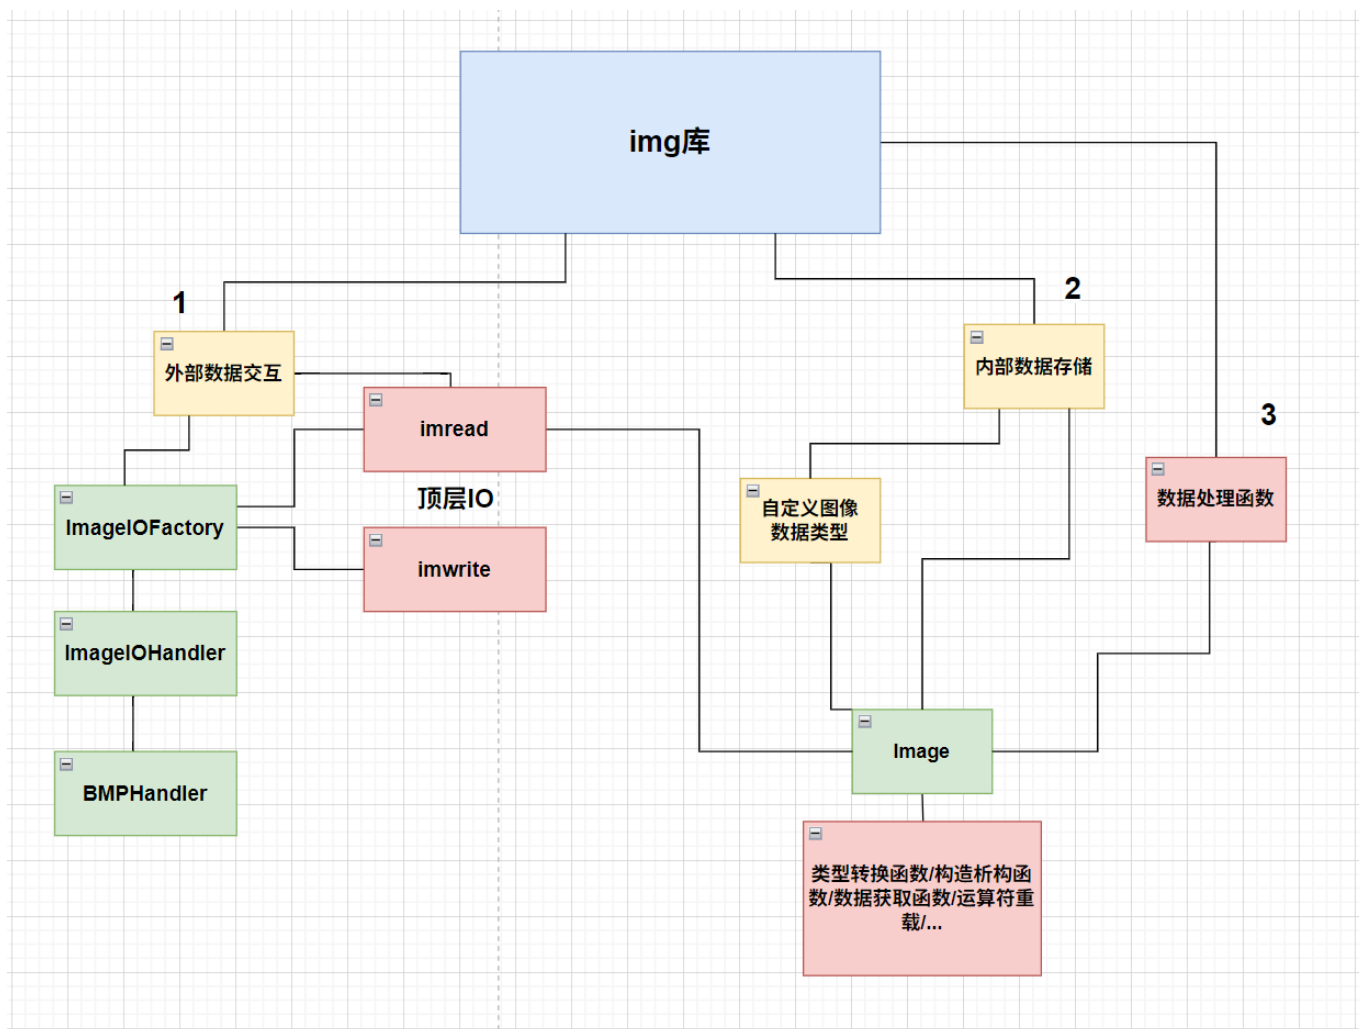 img库
1
2
外部数据交互
内部数据存储
3
imread
顶层IO
ImageIOFactory
自定义图像
数据类型
数据处理函数
imwrite
ImageIOHandler
BMPHandler
Image
类型转换函数/构造析构函
数/数据获取函数/运算符重
载/...